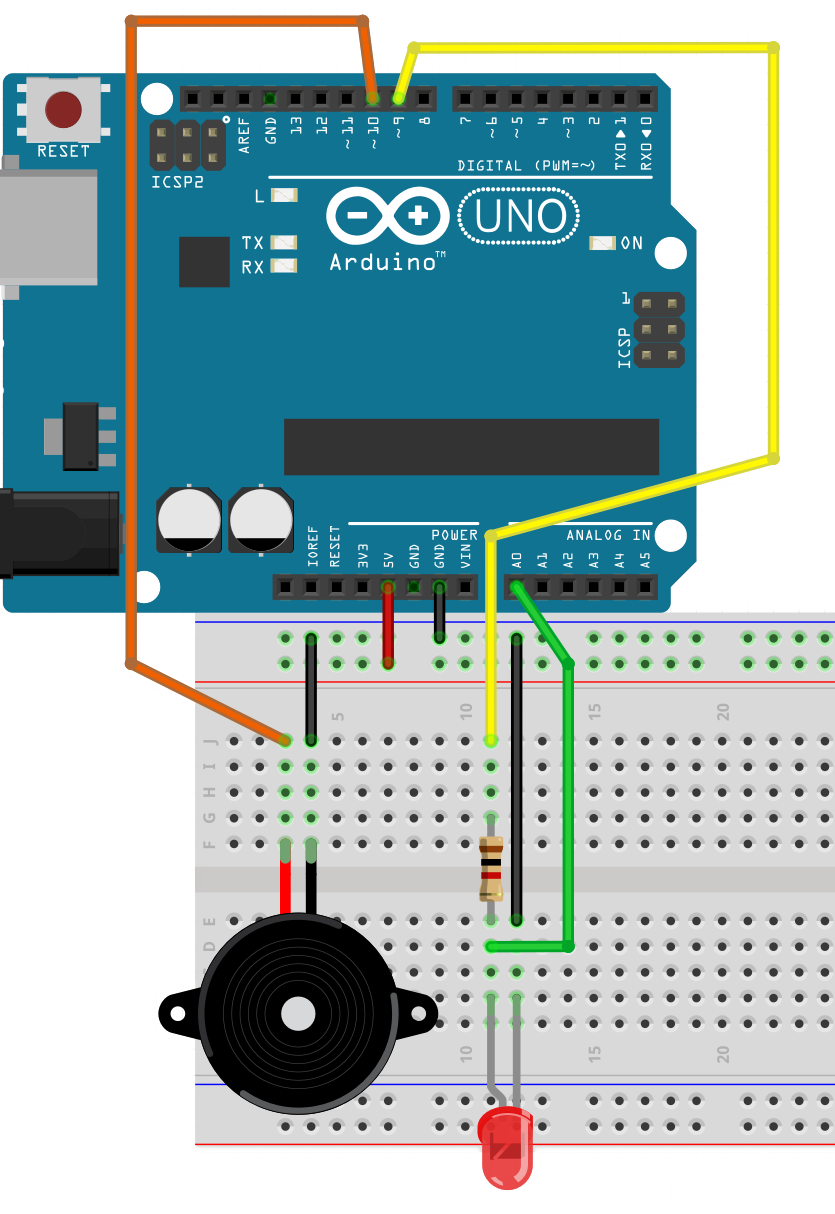 RESET
ICSP2
AREF
GND
13
12
~11
~10
~9
8
7
~6
~5
4
~3
2
TX0▶1
RX0◀0
DIGITAL (PWM=~)
L
TX
RX
Arduino™
UNO
ON
1
ICSP
IOREF
RESET
3V3
5V
GND
GND
VIN
POWER
ANALOG IN
A0
A1
A2
A3
A4
A5
5
10
15
20
J
I
H
G
F
E
D
10
15
20